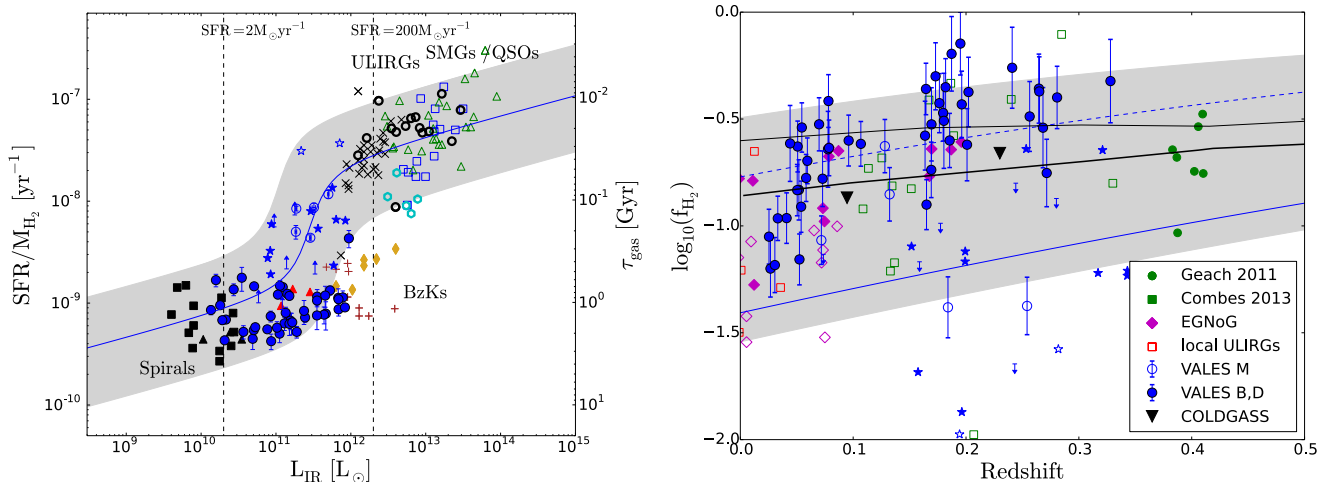 SFR=2M⊙yr⁻¹
SFR=200M⊙yr⁻¹
ULIRGs
SMGs /QSOs
Spirals
BzKs
10⁻⁷
10⁻⁸
10⁻⁹
10⁻¹⁰
SFR/M_H₂ [yr⁻¹]
10⁻²
10⁻¹
10⁰
10¹
τ_gas [Gyr]
10⁹ 10¹⁰ 10¹¹ 10¹² 10¹³ 10¹⁴ 10¹⁵
L_IR [L⊙]
−0.0
−0.5
−1.0
−1.5
−2.0
log₁₀(f_H₂)
0.0 0.1 0.2 0.3 0.4 0.5
Redshift
Geach 2011
Combes 2013
EGNoG
local ULIRGs
VALES M
VALES B,D
COLDGASS